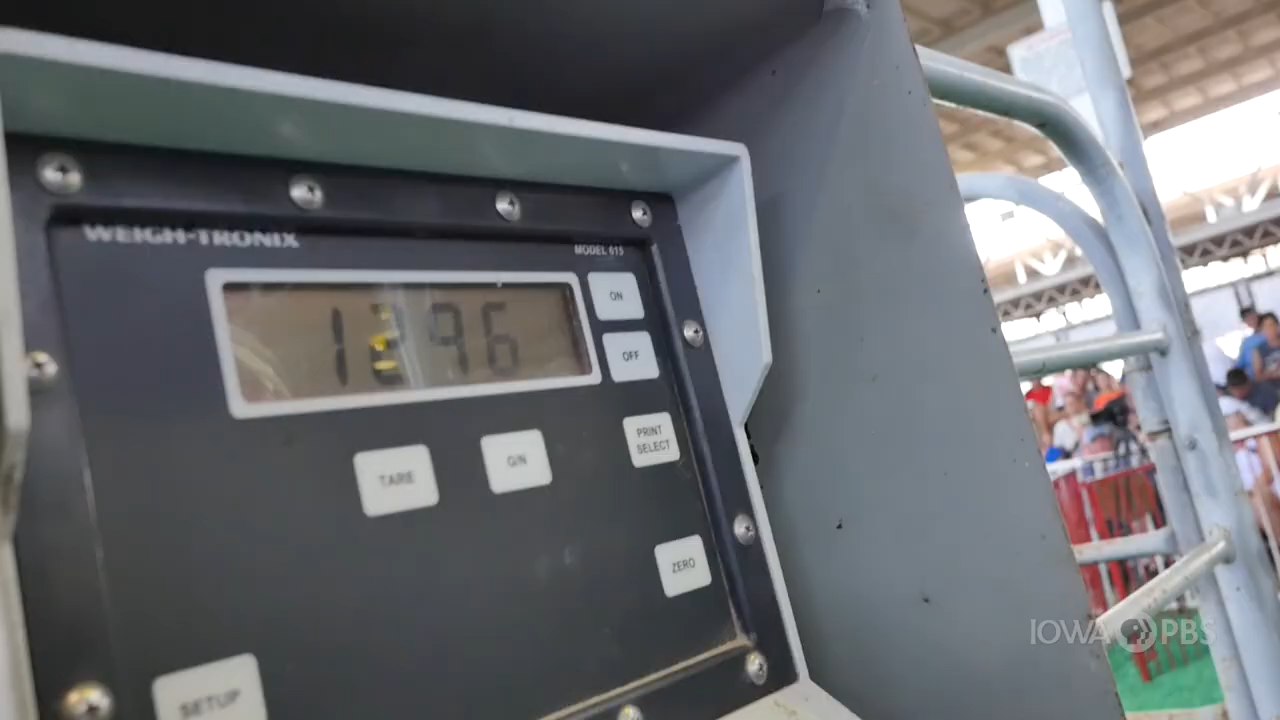 WEIGH-TRONIX
MODEL 615
1296
ON
OFF
PRINT
SELECT
TARE
G/N
ZERO
SETUP
IOWA PBS